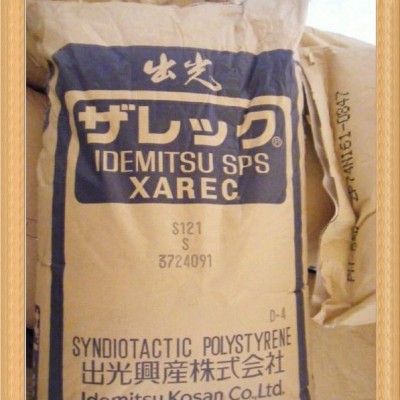 出光
ザレック®
IDEMITSU SPS
XAREC
S121
S
3724091
D-4
SYNDIOTACTIC POLYSTYRENE
出光興産株式会社
Idemitsu Kosan Co.,Ltd.